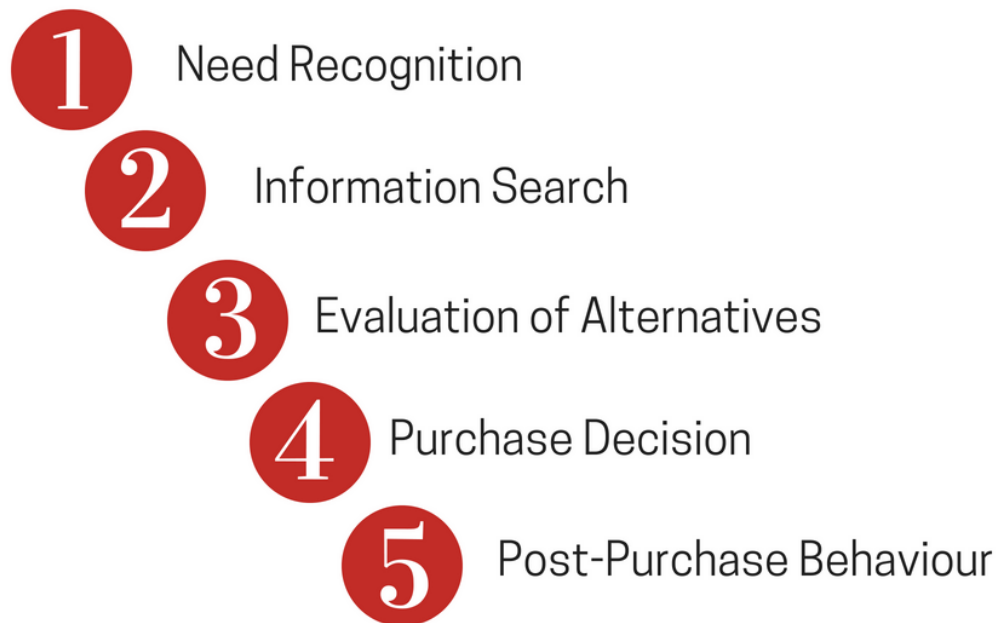 1 Need Recognition
2 Information Search
3 Evaluation of Alternatives
4 Purchase Decision
5 Post-Purchase Behaviour